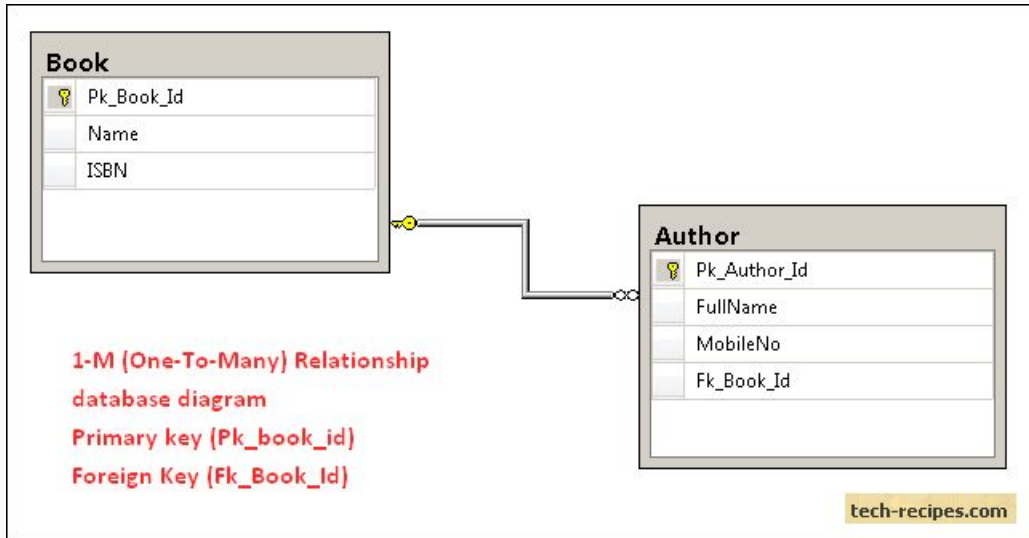 Book
Pk_Book_Id
Name
ISBN
Author
Pk_Author_Id
FullName
MobileNo
Fk_Book_Id
1-M (One-To-Many) Relationship
database diagram
Primary key (Pk_book_id)
Foreign Key (Fk_Book_Id)
tech-recipes.com